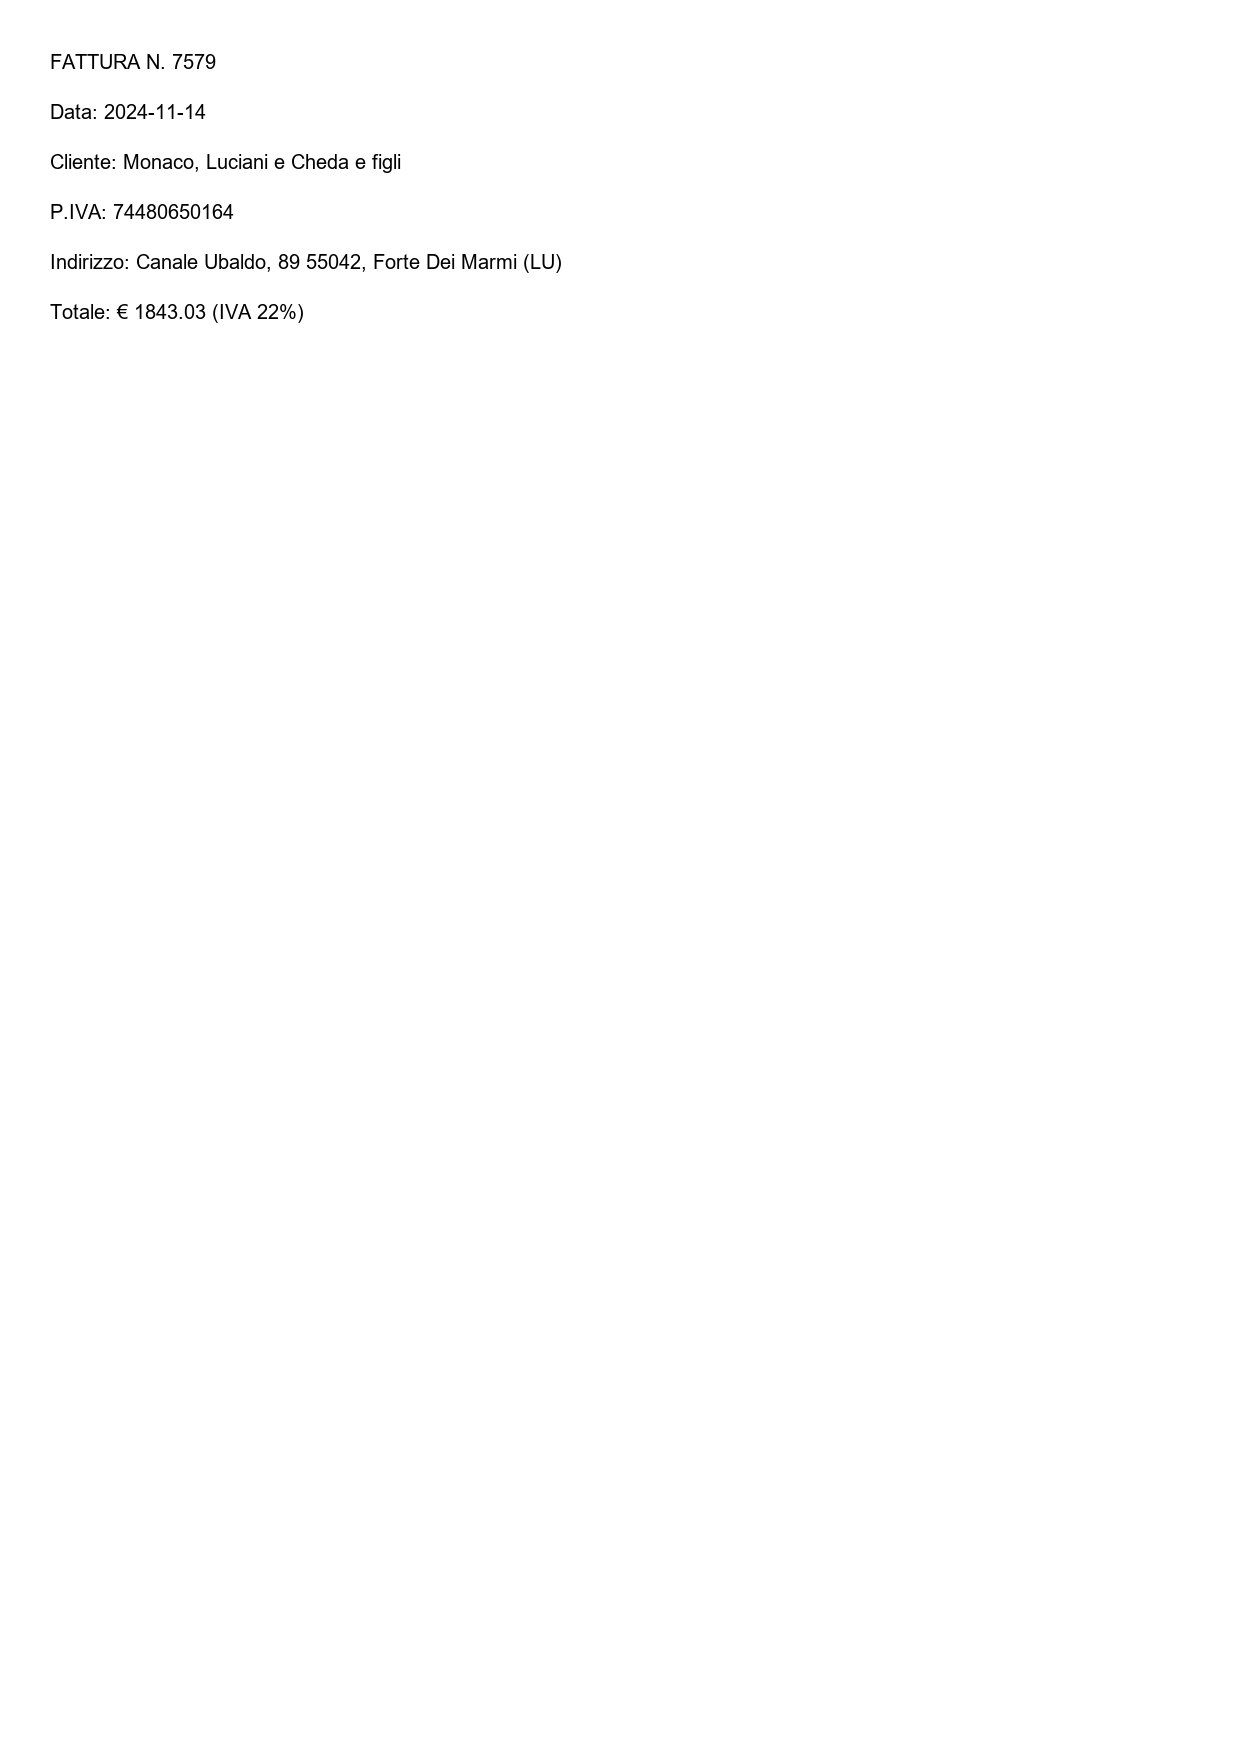 FATTURA N. 7579
Data: 2024-11-14
Cliente: Monaco, Luciani e Cheda e figli
P.IVA: 74480650164
Indirizzo: Canale Ubaldo, 89 55042, Forte Dei Marmi (LU)
Totale: € 1843.03 (IVA 22%)